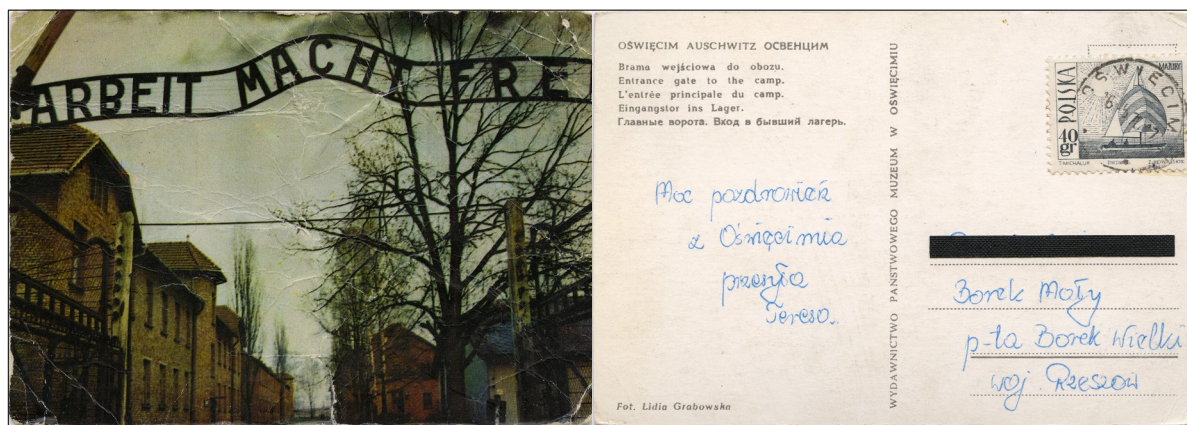 ARBEIT MACHT FRE
OŚWIĘCIM AUSCHWITZ ОСВЕНЦИМ
Brama wejściowa do obozu.
Entrance gate to the camp.
L'entrée principale du camp.
Eingangstor ins Lager.
Главные ворота. Вход в бывший лагерь.
Moc pozdrowień
z Oświęcimia
przesyła
Teresa.
Fot. Lidia Grabowska
WYDAWNICTWO PAŃSTWOWEGO MUZEUM W OŚWIĘCIMIU
OŚWIĘCIM
MAZURY
POLSKA
40
gr
Borek Mały
p-ta Borek Wielki
woj. Rzeszów